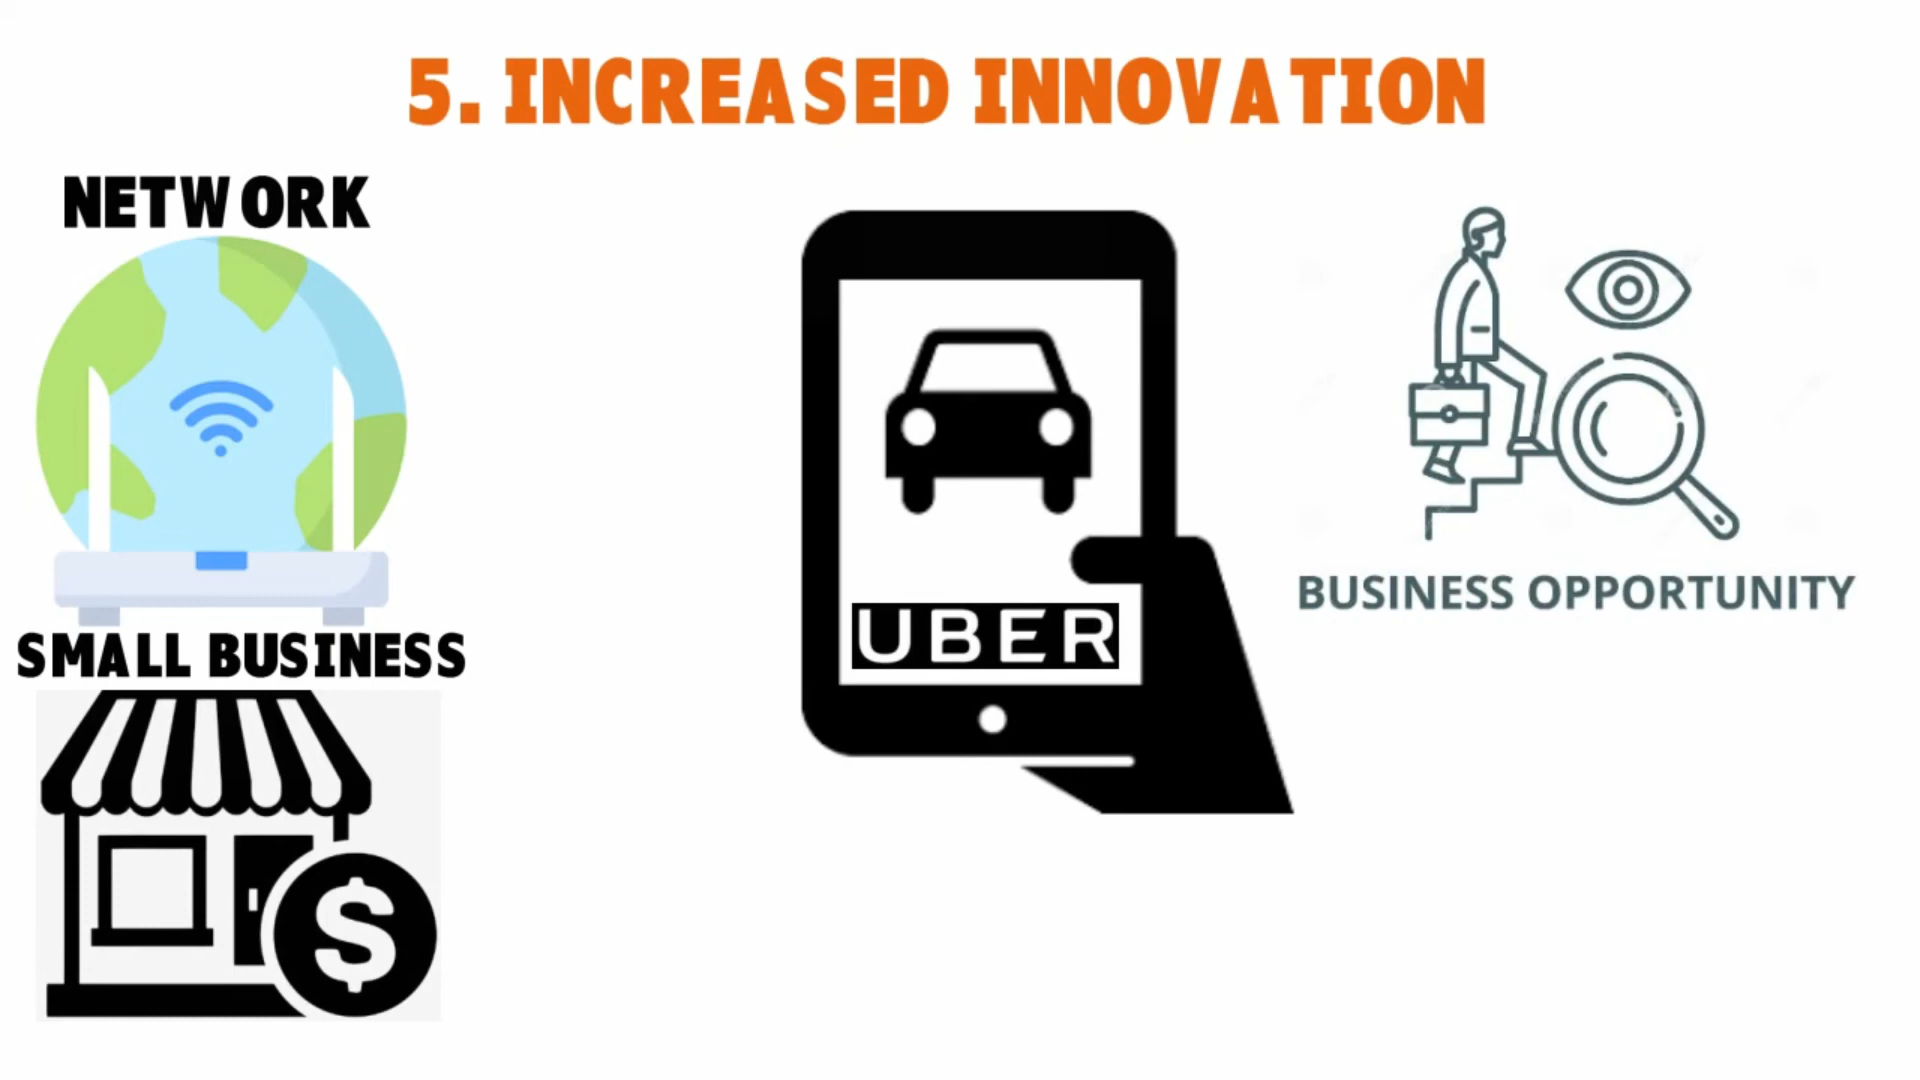 5. INCREASED INNOVATION
NETWORK
SMALL BUSINESS
$
UBER
BUSINESS OPPORTUNITY